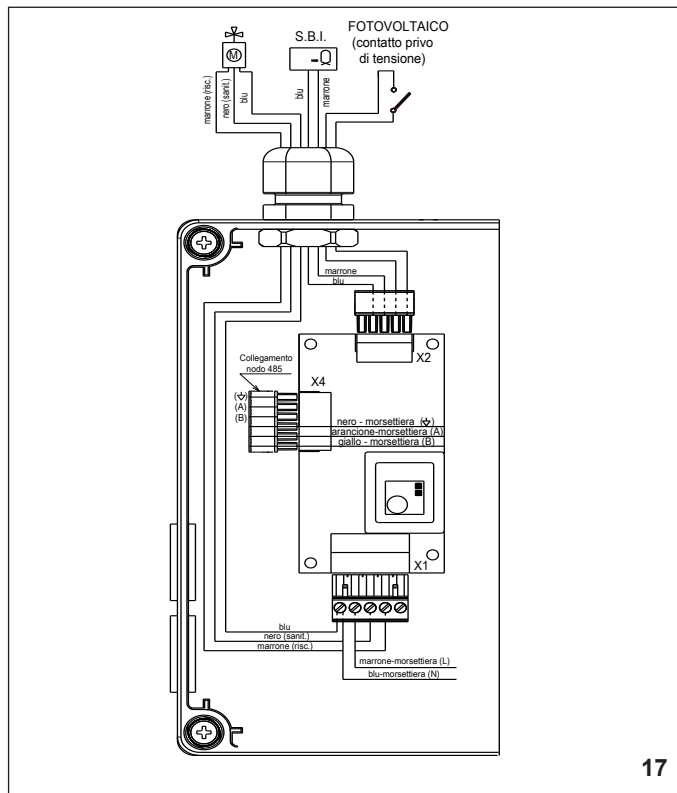 FOTOVOLTAICO
(contatto privo
di tensione)
S.B.I.
M
marrone (risc.)
nero (sanit.)
blu
blu
marrone
marrone
blu
X2
Collegamento
nodo 485
X4
(A)
(B)
nero - morsettiera (⏚)
arancione-morsettiera (A)
giallo - morsettiera (B)
X1
blu
nero (sanit.)
marrone (risc.)
marrone-morsettiera (L)
blu-morsettiera (N)
17